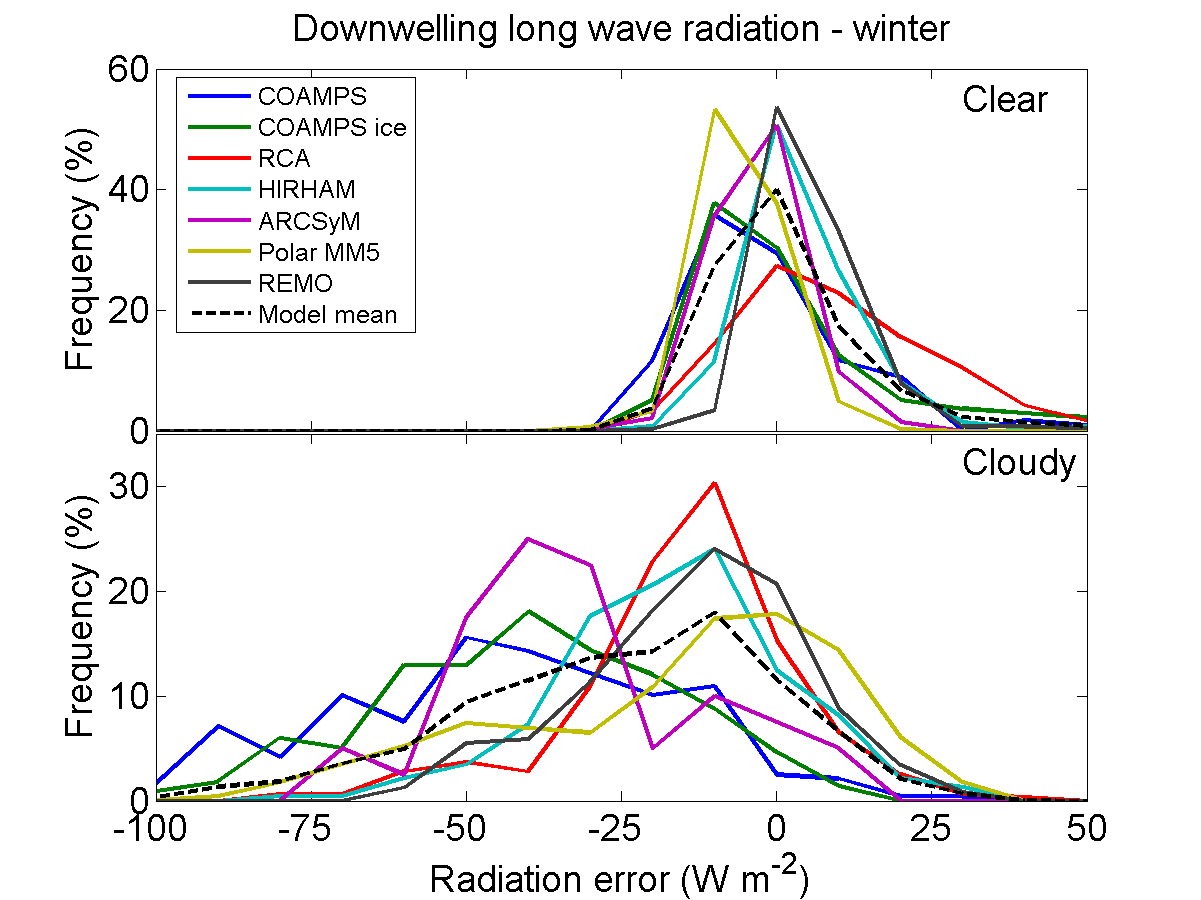 Downwelling long wave radiation - winter
60
40
20
0
Frequency (%)
COAMPS
COAMPS ice
RCA
HIRHAM
ARCSyM
Polar MM5
REMO
Model mean
Clear
30
20
10
0
Frequency (%)
Cloudy
-100 -75 -50 -25 0 25 50
Radiation error (W m-2)